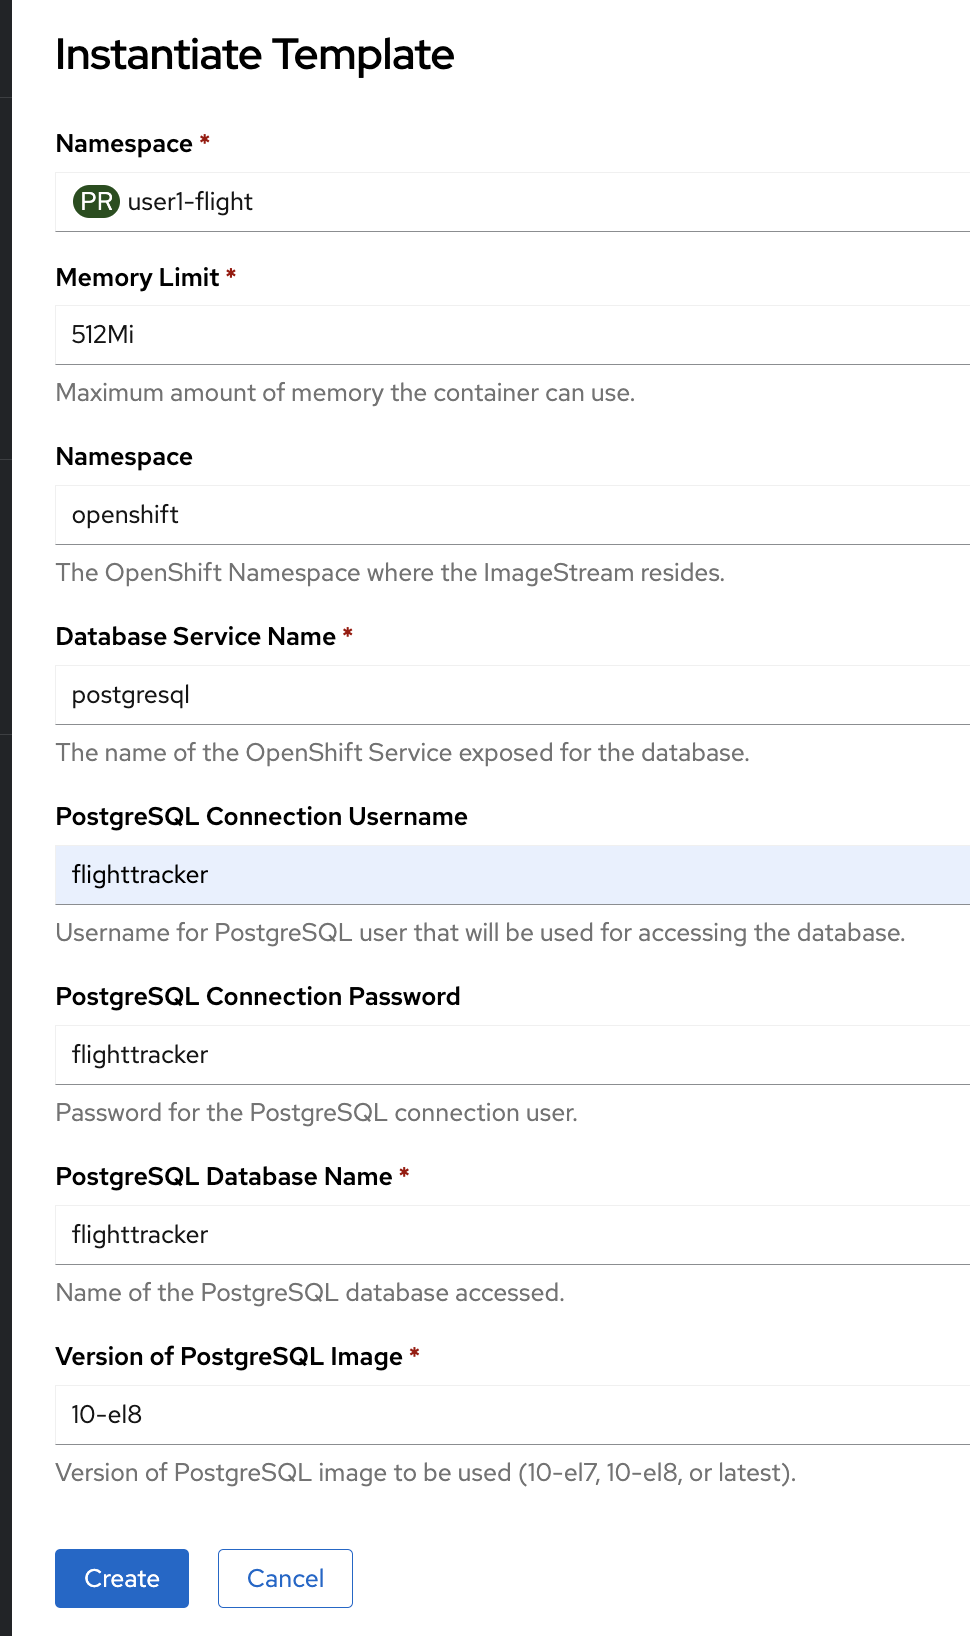 Instantiate Template
Namespace *
PR user1-flight
Memory Limit *
512Mi
Maximum amount of memory the container can use.
Namespace
openshift
The OpenShift Namespace where the ImageStream resides.
Database Service Name *
postgresql
The name of the OpenShift Service exposed for the database.
PostgreSQL Connection Username
flighttracker
Username for PostgreSQL user that will be used for accessing the database.
PostgreSQL Connection Password
flighttracker
Password for the PostgreSQL connection user.
PostgreSQL Database Name *
flighttracker
Name of the PostgreSQL database accessed.
Version of PostgreSQL Image *
10-el8
Version of PostgreSQL image to be used (10-el7, 10-el8, or latest).
Create Cancel